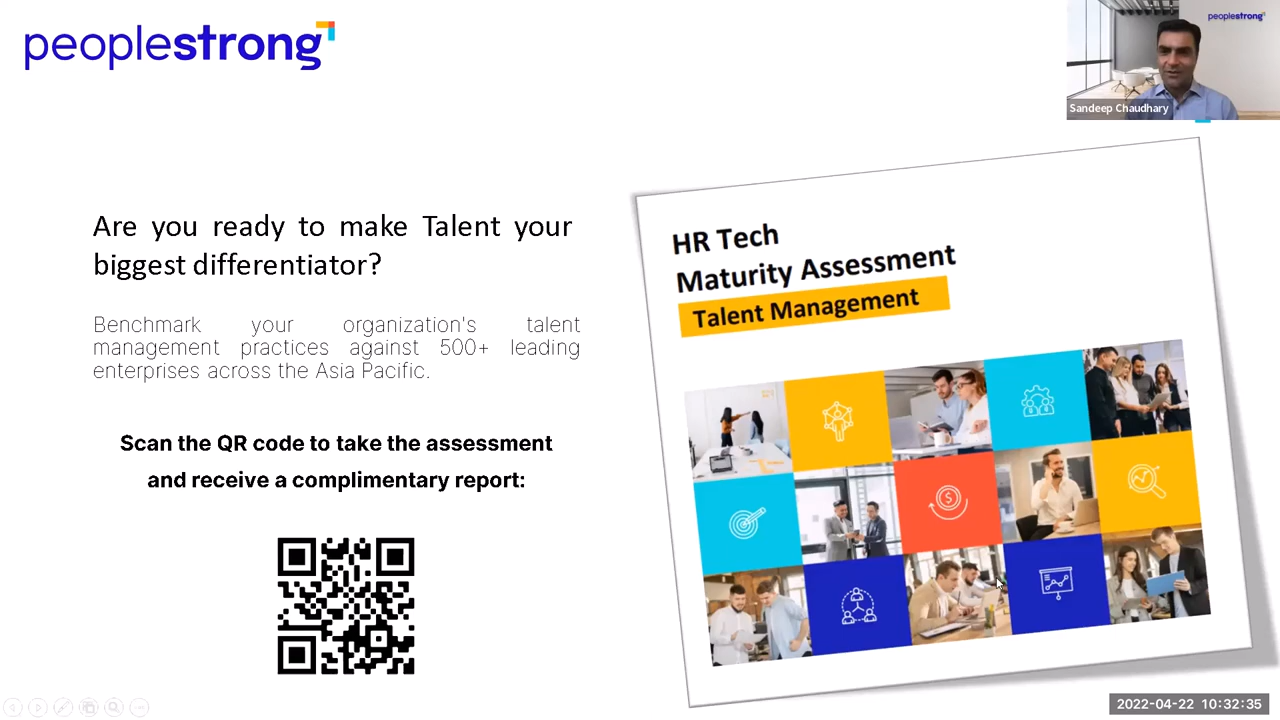 peoplestrong
peoplestrong
Sandeep Chaudhary
Are you ready to make Talent your
biggest differentiator?
Benchmark your organization's talent
management practices against 500+ leading
enterprises across the Asia Pacific.
Scan the QR code to take the assessment
and receive a complimentary report:
HR Tech
Maturity Assessment
Talent Management
2022-04-22 10:32:35